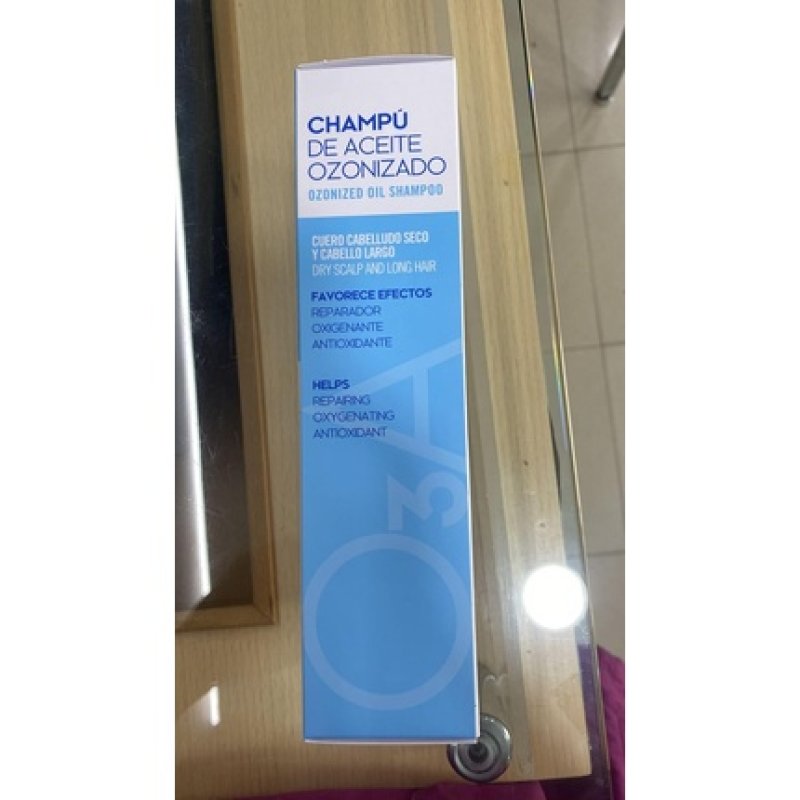 CHAMPÚ
DE ACEITE
OZONIZADO
OZONIZED OIL SHAMPOO
CUERO CABELLUDO SECO
Y CABELLO LARGO
DRY SCALP AND LONG HAIR
FAVORECE EFECTOS
REPARADOR
OXIGENANTE
ANTIOXIDANTE
HELPS
REPAIRING
OXYGENATING
ANTIOXIDANT
O3A